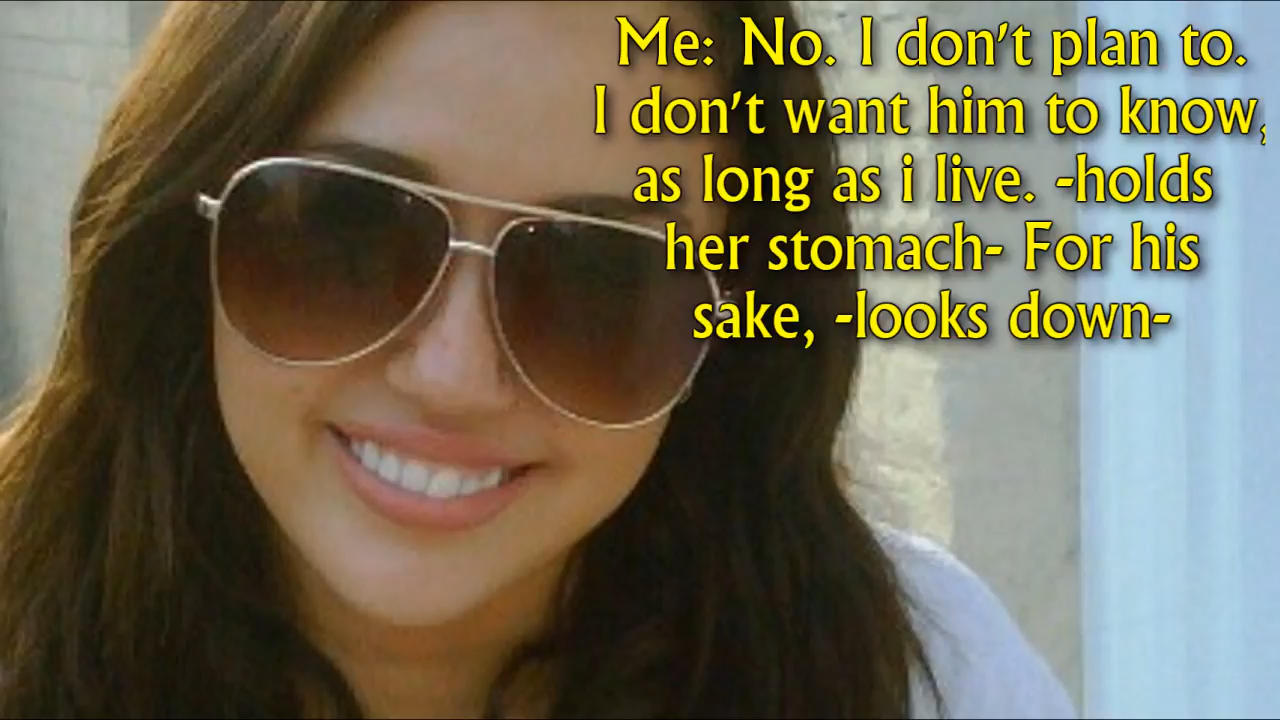 Me: No. I don't plan to.
I don't want him to know,
as long as i live. -holds
her stomach- For his
sake, -looks down-